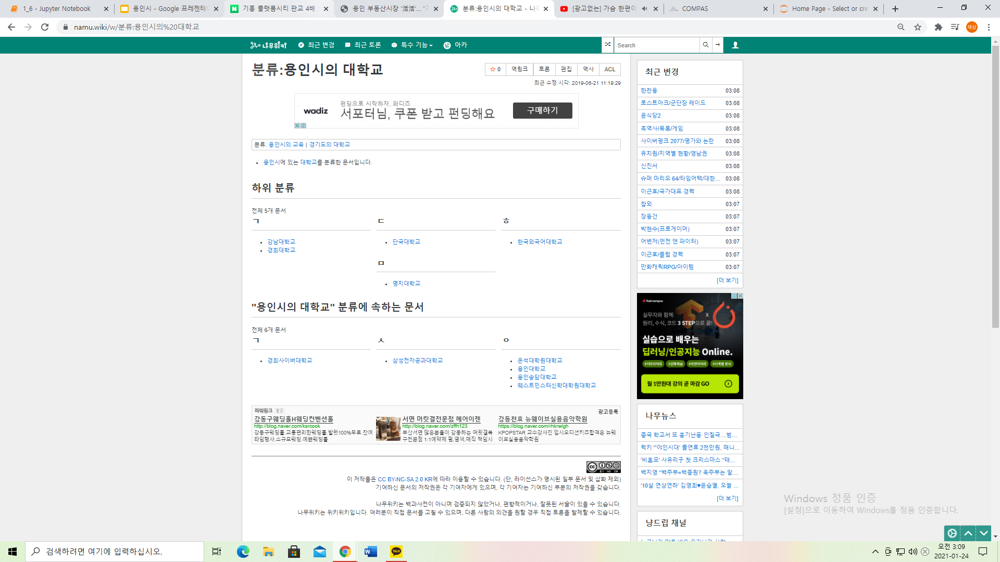 1_6 - Jupyter Notebook
용인시 - Google 프레젠테
기흥 플랫폼시티 판교 4배
용인 부동산시장 '活活'...
분류:용인시의 대학교 - 나무
[광고없는] 가슴 한편이
COMPAS
Home Page - Select or cre
namu.wiki/w/분류:용인시의%20대학교
재상
나무위키 최근 변경 최근 토론 특수 기능 아카 Search
분류:용인시의 대학교
0 역링크 토론 편집 역사 ACL
최근 수정 시각: 2019-06-21 11:19:29
wadiz
펀딩으로 시작하자, 와디즈
서포터님, 쿠폰 받고 펀딩해요
구매하기
분류: 용인시의 교육 | 경기도의 대학교
용인시에 있는 대학교를 분류한 문서입니다.
하위 분류
전체 5개 문서
ㄱ
강남대학교
경희대학교
ㄷ
단국대학교
ㅁ
명지대학교
ㅎ
한국외국어대학교
"용인시의 대학교" 분류에 속하는 문서
전체 6개 문서
ㄱ
경희사이버대학교
ㅅ
삼성전자공과대학교
ㅇ
온석대학원대학교
용인대학교
용인송담대학교
웨스트민스터신학대학원대학교
파워링크 광고
광고등록
강동구웨딩홀H웨딩컨벤션홀
http://blog.naver.com/ksrcook
강동구웨딩홀.교통편리한웨딩홀.발렛100%무료.잔여
타임행사.소규모웨딩.예쁜웨딩홀
서면 머릿결전문점 헤어이젠
http://blog.naver.com/zffh123
부산서면 많은분들이 감동하는 머릿결복
구전문점 1:1예약제 펌,염색,매직 책임시
강동천호 뉴웨이브실용음악학원
https://blog.naver.com/rhkrwlgh
KPOPSTAR 교수강사진 입시오디션키즈합격은 뉴웨
이브실용음악학원
CC BY NC SA
이 저작물은 CC BY-NC-SA 2.0 KR에 따라 이용할 수 있습니다. (단, 라이선스가 명시된 일부 문서 및 삽화 제외)
기여하신 문서의 저작권은 각 기여자에게 있으며, 각 기여자는 기여하신 부분의 저작권을 갖습니다.
나무위키는 백과사전이 아니며 검증되지 않았거나, 편향적이거나, 잘못된 서술이 있을 수 있습니다.
나무위키는 위키위키입니다. 여러분이 직접 문서를 고칠 수 있으며, 다른 사람의 의견을 원할 경우 직접 토론을 발제할 수 있습니다.
최근 변경
한찬용 03:08
로스트아크/군단장 레이드 03:08
윤식당2 03:08
흑역사/목록/게임 03:08
사이버펑크 2077/평가와 논란 03:08
유치원/지역별 현황/영남권 03:08
신진서 03:08
슈퍼 마리오 64/타임어택/대한... 03:08
이근호/국가대표 경력 03:08
참외 03:07
장동건 03:07
박현수(프로게이머) 03:07
어벤저(던전 앤 파이터) 03:07
이근호/클럽 경력 03:07
만화캐릭RPG/아이템 03:07
[더 보기]
fast campus
실무자와 함께
원리, 수식, 코드 3 STEP으로 끝!
X
실습으로 배우는
딥러닝/인공지능 Online.
#이미지처리 #강화학습 #자연어처리 #시계열 분석
월 1만원대 강의 곧 마감 GO
나무뉴스
중국 학교서 또 흉기난동·인질극...범...
럭키 "'야인시대' 출연료 2천만원, 매니...
'비혼모' 사유리子 첫 크리스마스 "태...
백지영 "백주부=백종원? 옥주부는 알...
'10살 연상연하' 김영희♥윤승열, 오늘 ...
[더 보기]
냥드립 채널
Windows 정품 인증
[설정]으로 이동하여 Windows를 정품 인증합니다.
검색하려면 여기에 입력하십시오.
TALK
오전 3:09
2021-01-24